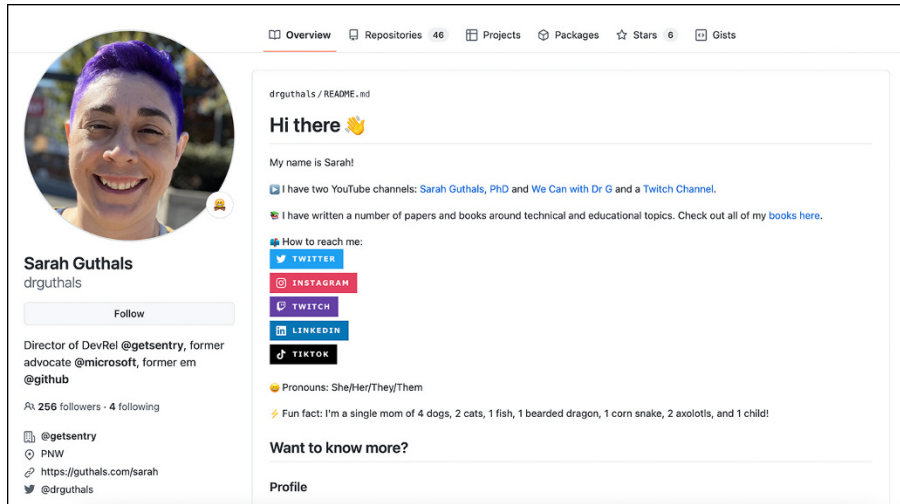 Overview Repositories 46 Projects Packages Stars 6 Gists
Sarah Guthals
drguthals
Follow
Director of DevRel @getsentry, former
advocate @microsoft, former em
@github
256 followers · 4 following
@getsentry
PNW
https://guthals.com/sarah
@drguthals
drguthals/README.md
Hi there 👋
My name is Sarah!
▶️ I have two YouTube channels: Sarah Guthals, PhD and We Can with Dr G and a Twitch Channel.
📚 I have written a number of papers and books around technical and educational topics. Check out all of my books here.
📫 How to reach me:
TWITTER
INSTAGRAM
TWITCH
LINKEDIN
TIKTOK
😄 Pronouns: She/Her/They/Them
⚡ Fun fact: I'm a single mom of 4 dogs, 2 cats, 1 fish, 1 bearded dragon, 1 corn snake, 2 axolotls, and 1 child!
Want to know more?
Profile